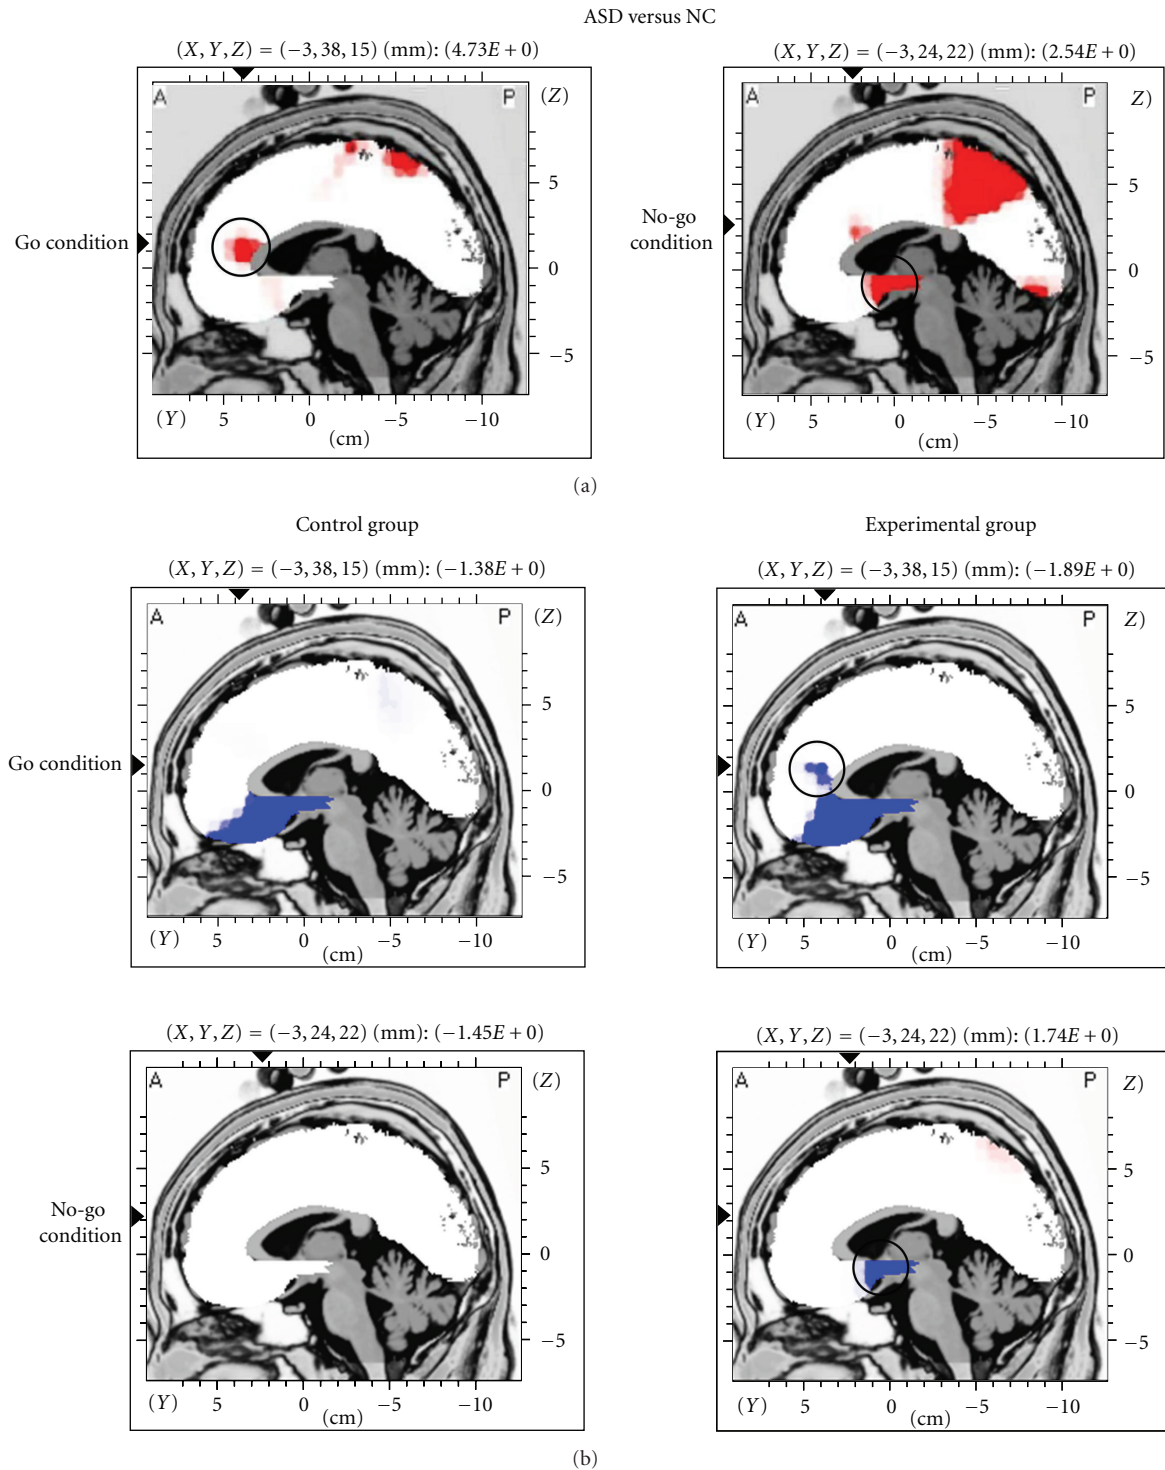 ASD versus NC
(X, Y, Z) = (−3, 38, 15) (mm): (4.73E + 0)
(X, Y, Z) = (−3, 24, 22) (mm): (2.54E + 0)
A
P
(Z)
5
0
−5
Go condition
(Y)
5
0
−5
−10
(cm)
A
P
Z)
5
0
−5
No-go
condition
(Y)
5
0
−5
−10
(cm)
(a)
Control group
Experimental group
(X, Y, Z) = (−3, 38, 15) (mm): (−1.38E + 0)
(X, Y, Z) = (−3, 38, 15) (mm): (−1.89E + 0)
A
P
(Z)
5
0
−5
Go condition
(Y)
5
0
−5
−10
(cm)
A
P
Z)
5
0
−5
(Y)
5
0
−5
−10
(cm)
(X, Y, Z) = (−3, 24, 22) (mm): (−1.45E + 0)
(X, Y, Z) = (−3, 24, 22) (mm): (1.74E + 0)
A
P
(Z)
5
0
−5
No-go
condition
(Y)
5
0
−5
−10
(cm)
A
P
Z)
5
0
−5
(Y)
5
0
−5
−10
(cm)
(b)